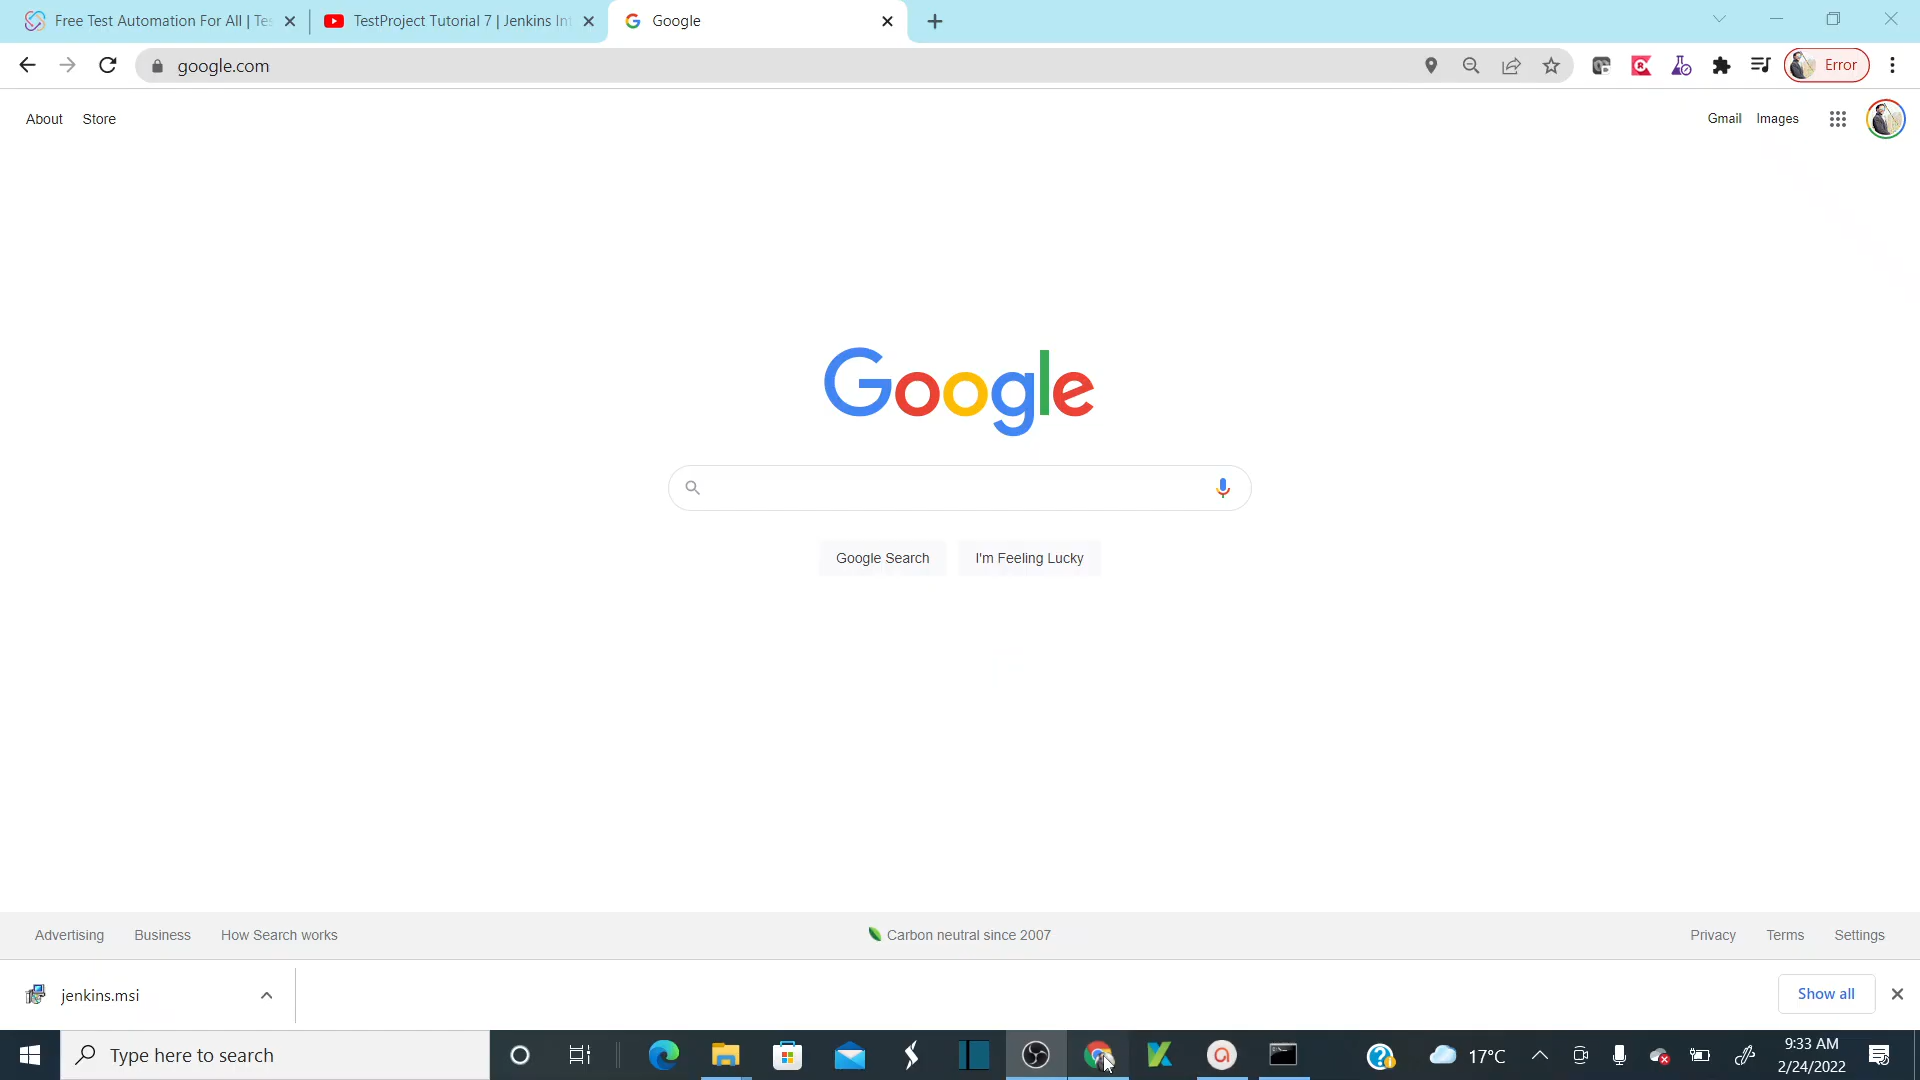 Free Test Automation For All | Tes
TestProject Tutorial 7 | Jenkins Int
Google
google.com
Error
About
Store
Gmail
Images
Google
Google Search
I'm Feeling Lucky
Advertising
Business
How Search works
Carbon neutral since 2007
Privacy
Terms
Settings
jenkins.msi
Show all
Type here to search
17°C
9:33 AM
2/24/2022